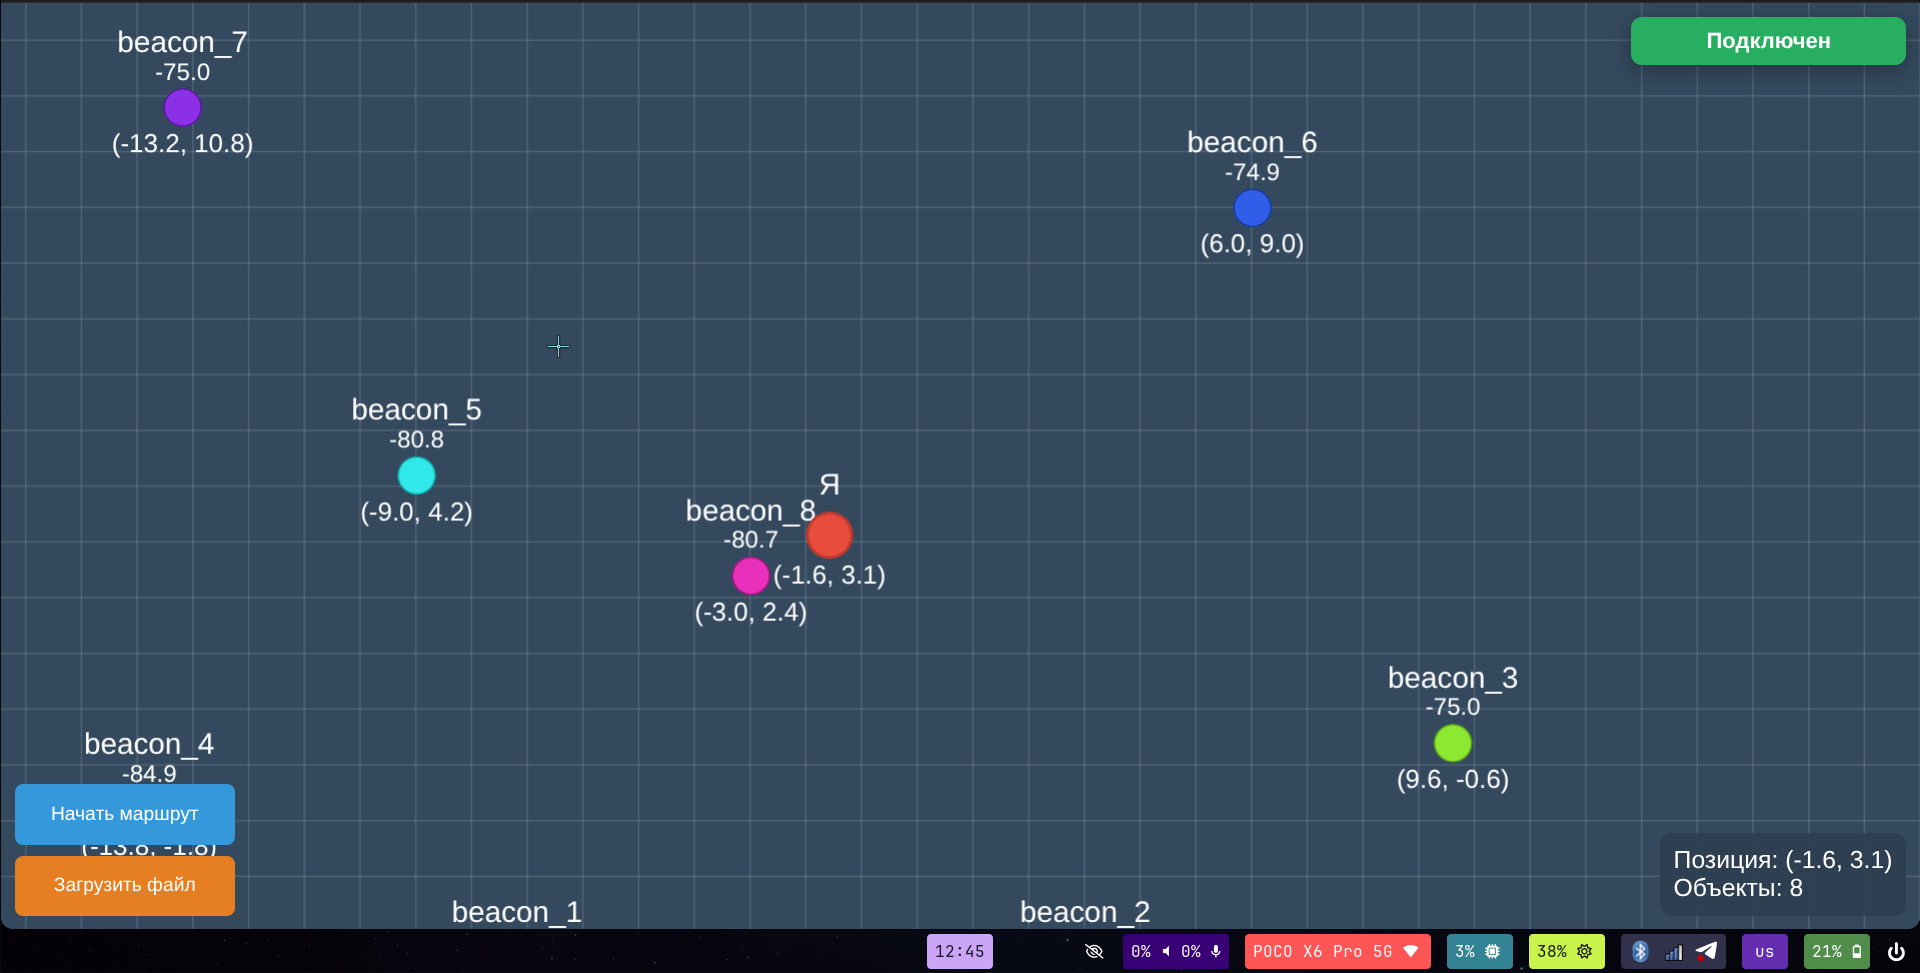 beacon_7
-75.0
(-13.2, 10.8)
Подключен
beacon_6
-74.9
(6.0, 9.0)
beacon_5
-80.8
(-9.0, 4.2)
Я
(-1.6, 3.1)
beacon_8
-80.7
(-3.0, 2.4)
beacon_3
-75.0
(9.6, -0.6)
beacon_4
-84.9
Начать маршрут
(-13.8, -1.8)
Загрузить файл
beacon_1
beacon_2
Позиция: (-1.6, 3.1)
Объекты: 8
12:45
0% 0%
POCO X6 Pro 5G
3%
38%
us
21%